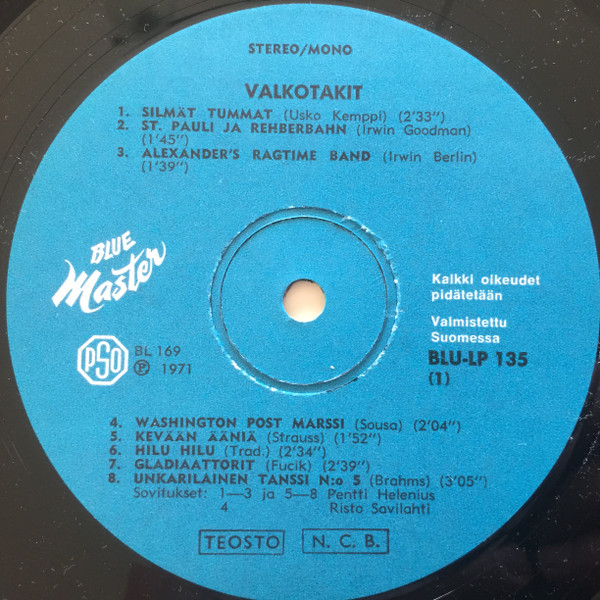 STEREO/MONO
VALKOTAKIT
1. SILMÄT TUMMAT (Usko Kemppi) (2'33")
2. ST. PAULI JA REHBERBAHN (Irwin Goodman)
(1'45")
3. ALEXANDER'S RAGTIME BAND (Irwin Berlin)
(1'39")
BLUE
Master
Kaikki oikeudet
pidätetään
Valmistettu
Suomessa
BLU-LP 135
(1)
PSO
BL 169
Ⓟ 1971
4. WASHINGTON POST MARSSI (Sousa) (2'04")
5. KEVÄÄN ÄÄNIÄ (Strauss) (1'52")
6. HILU HILU (Trad.) (2'34")
7. GLADIAATTORIT (Fucik) (2'39")
8. UNKARILAINEN TANSSI N:o 5 (Brahms) (3'05")
Sovitukset: 1—3 ja 5—8 Pentti Helenius
4 Risto Savilahti
TEOSTO N. C. B.